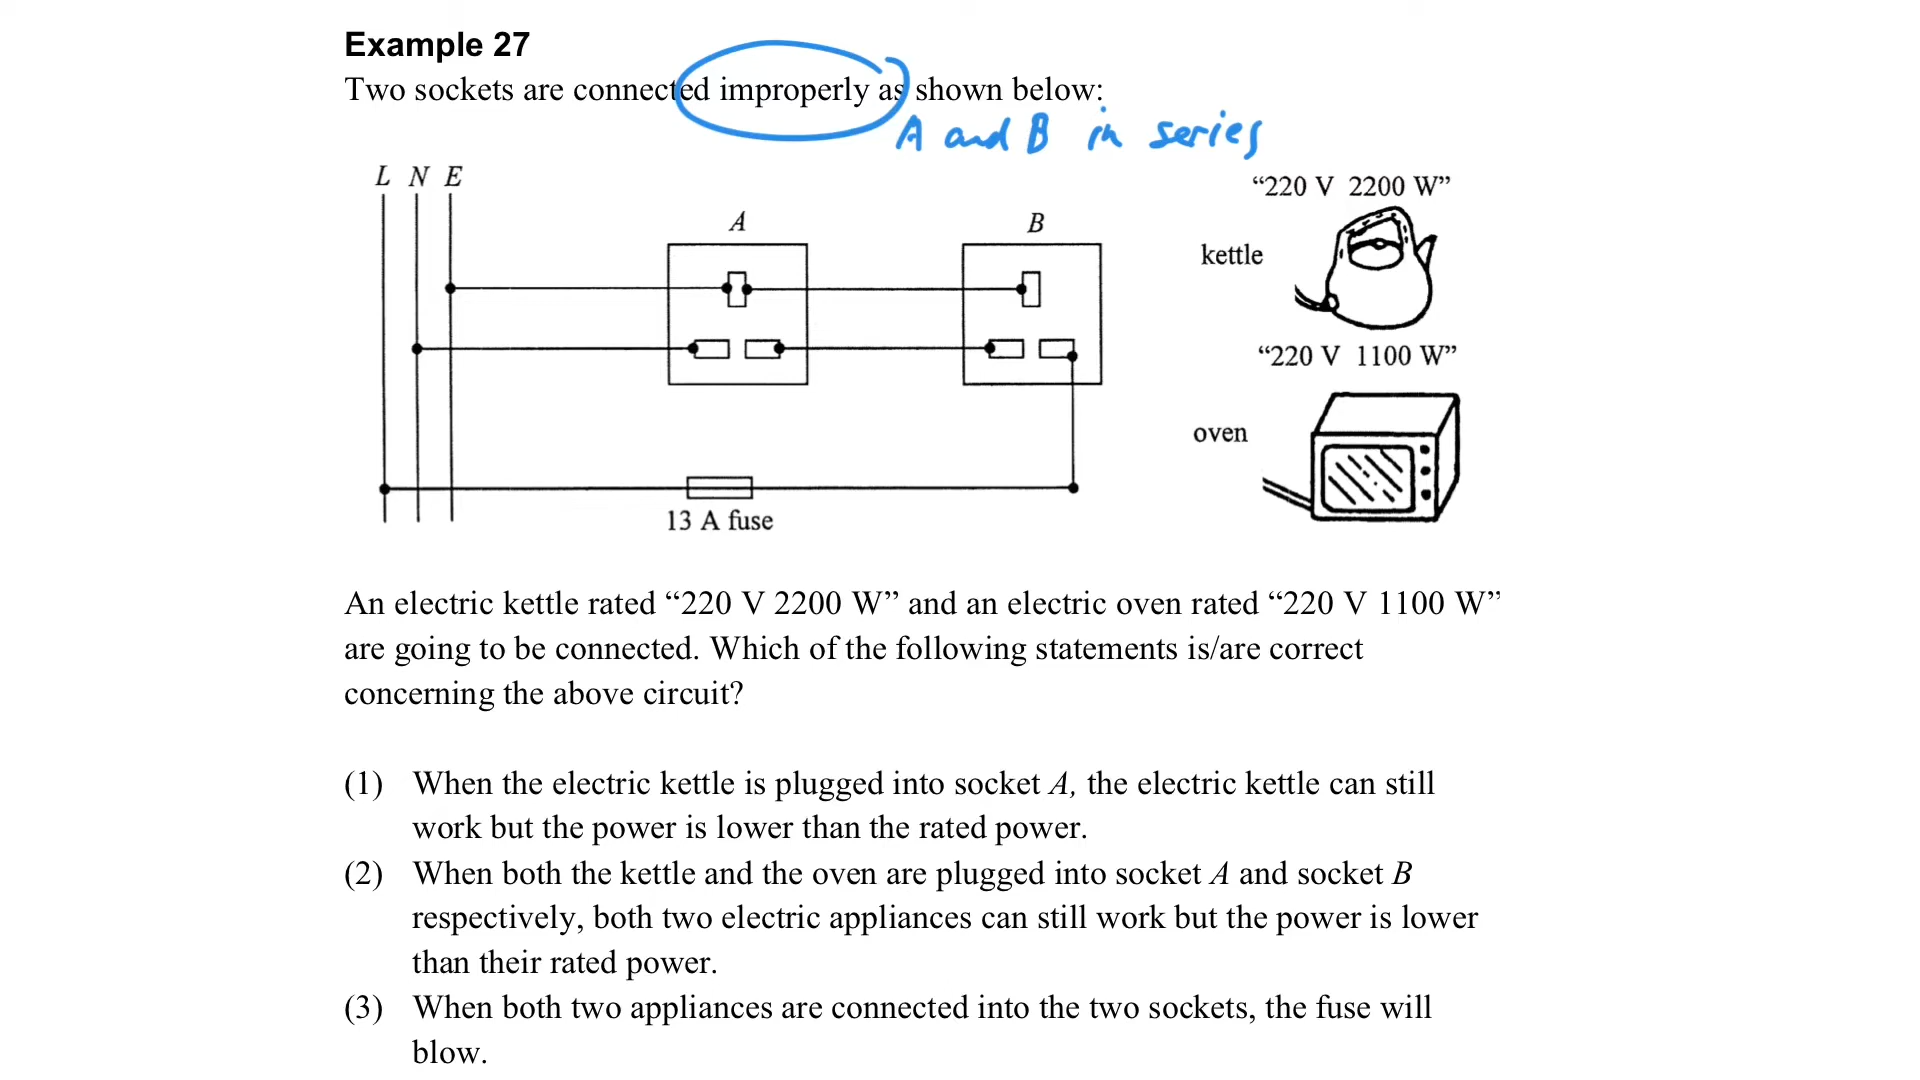 Example 27
Two sockets are connected improperly as shown below:
A and B in series
L N E
"220 V 2200 W"
A
B
kettle
"220 V 1100 W"
oven
13 A fuse
An electric kettle rated “220 V 2200 W” and an electric oven rated “220 V 1100 W”
are going to be connected. Which of the following statements is/are correct
concerning the above circuit?
(1) When the electric kettle is plugged into socket A, the electric kettle can still
work but the power is lower than the rated power.
(2) When both the kettle and the oven are plugged into socket A and socket B
respectively, both two electric appliances can still work but the power is lower
than their rated power.
(3) When both two appliances are connected into the two sockets, the fuse will
blow.